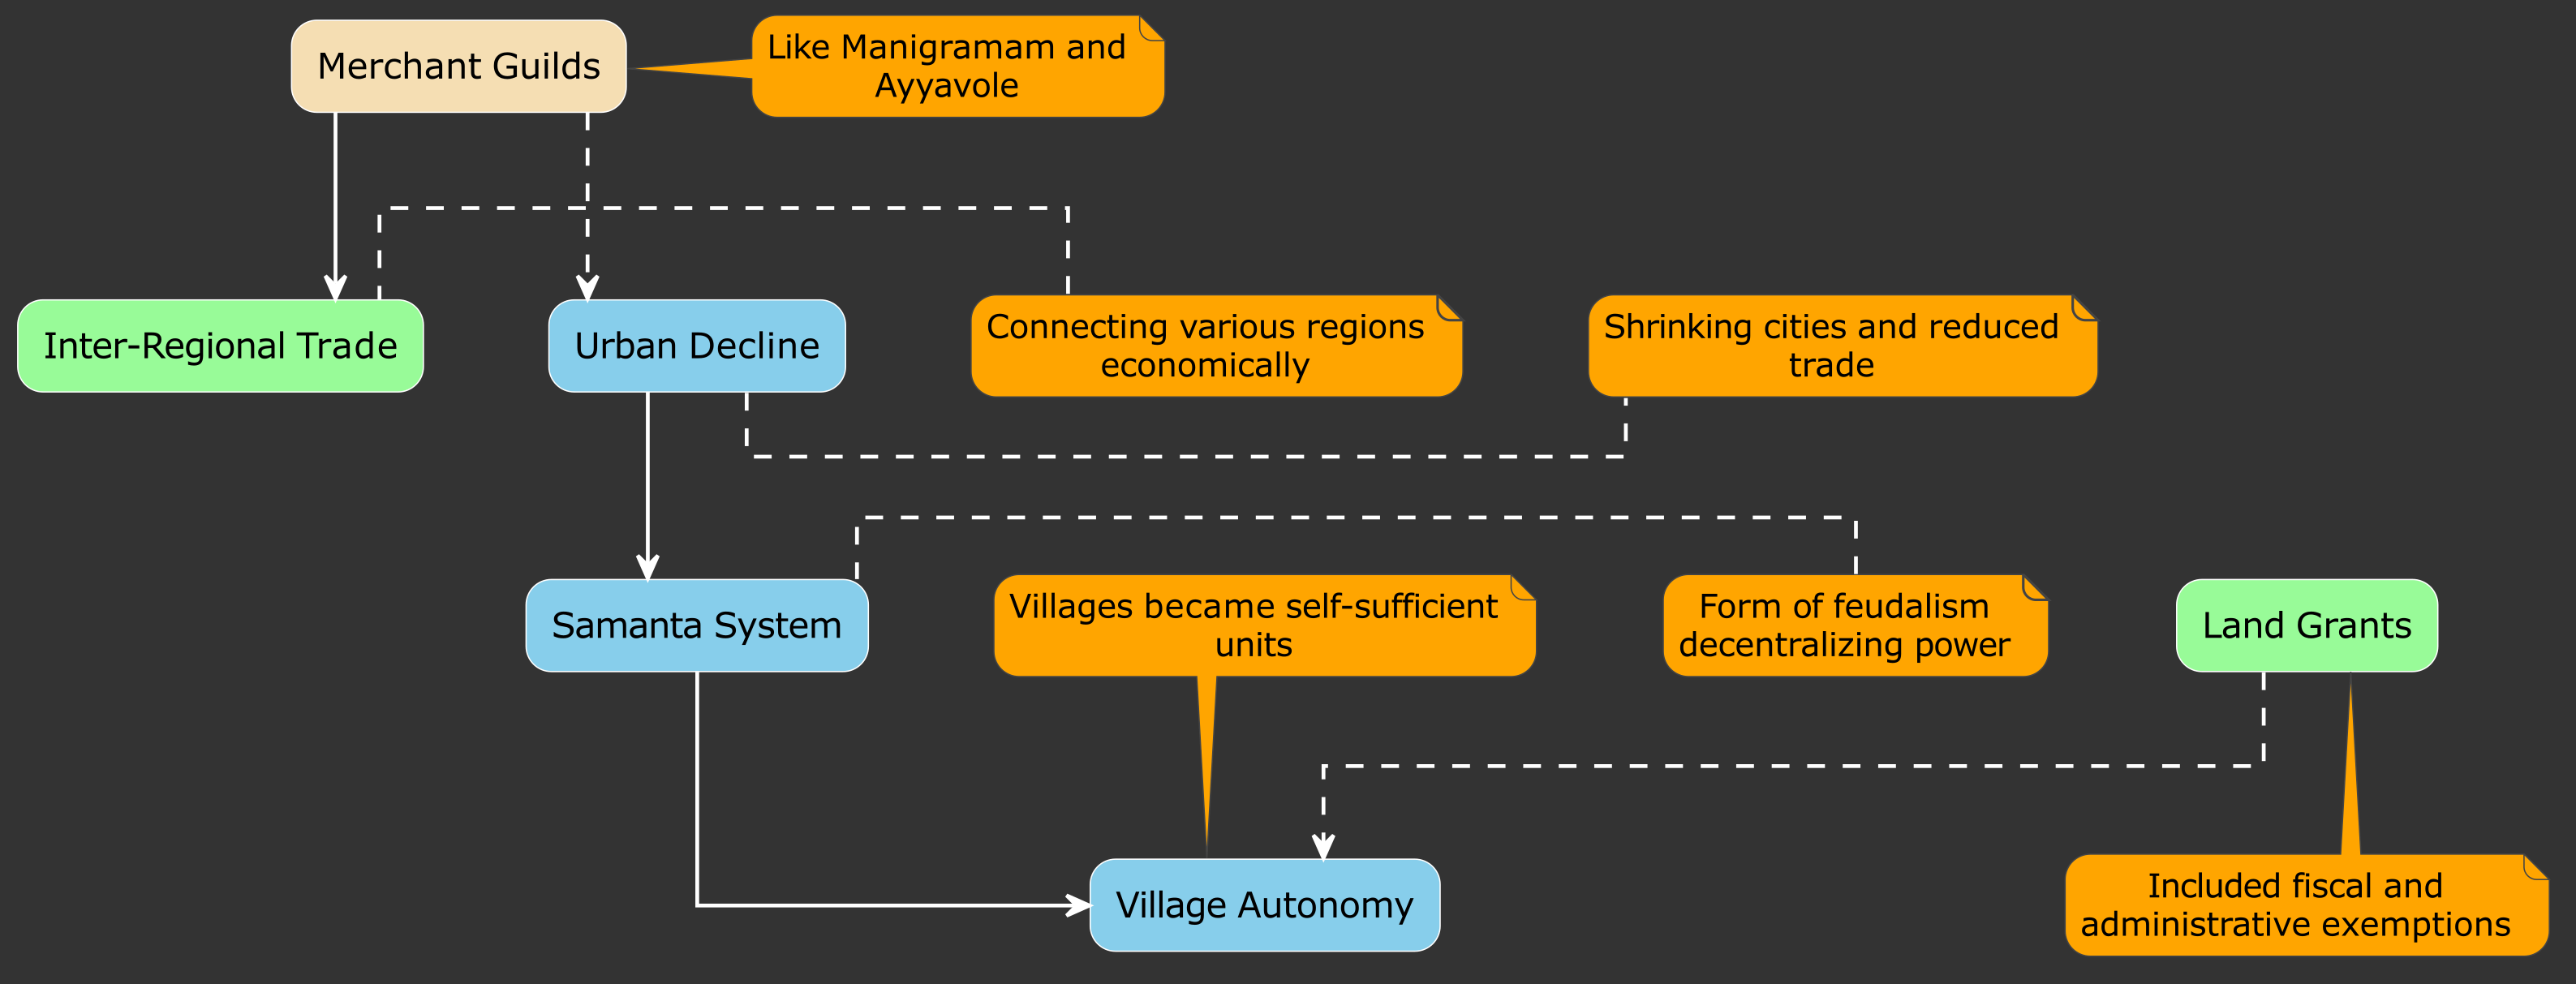 Merchant Guilds
Like Manigramam and
Ayyavole
Inter-Regional Trade
Urban Decline
Connecting various regions
economically
Shrinking cities and reduced
trade
Samanta System
Villages became self-sufficient
units
Form of feudalism
decentralizing power
Land Grants
Village Autonomy
Included fiscal and
administrative exemptions